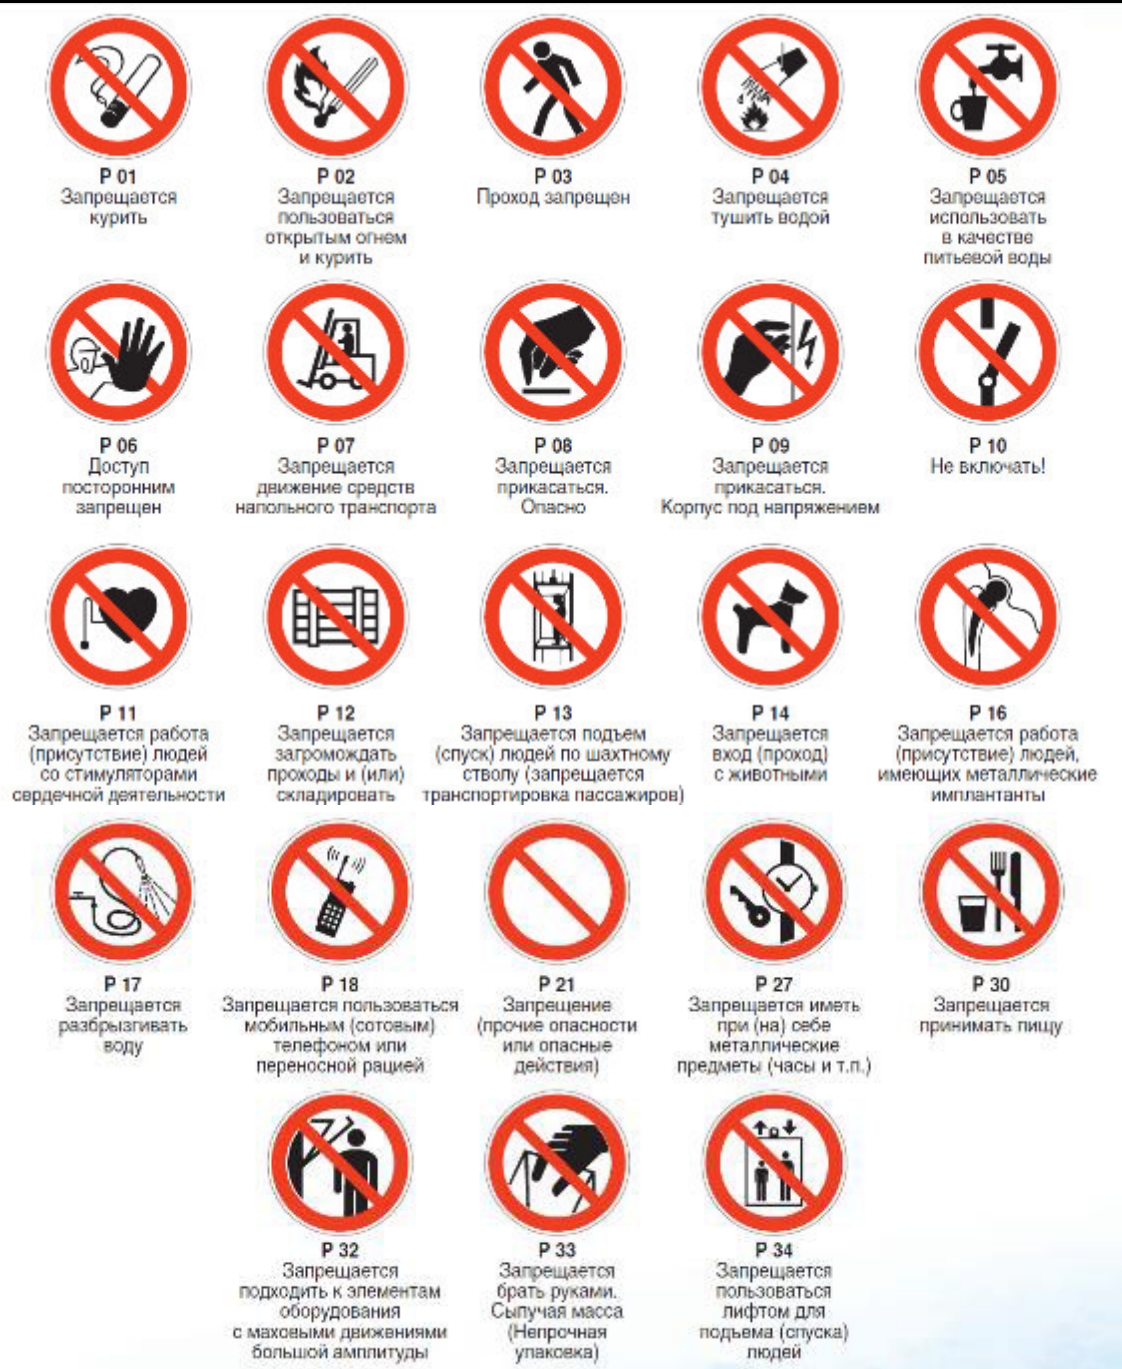 P 01
Запрещается
курить
P 02
Запрещается
пользоваться
открытым огнем
и курить
P 03
Проход запрещен
P 04
Запрещается
тушить водой
P 05
Запрещается
использовать
в качестве
питьевой воды
P 06
Доступ
посторонним
запрещен
P 07
Запрещается
движение средств
напольного транспорта
P 08
Запрещается
прикасаться.
Опасно
P 09
Запрещается
прикасаться.
Корпус под напряжением
P 10
Не включать!
P 11
Запрещается работа
(присутствие) людей
со стимуляторами
сердечной деятельности
P 12
Запрещается
загромождать
проходы и (или)
складировать
P 13
Запрещается подъем
(спуск) людей по шахтному
стволу (запрещается
транспортировка пассажиров)
P 14
Запрещается
вход (проход)
с животными
P 16
Запрещается работа
(присутствие) людей,
имеющих металлические
имплантанты
P 17
Запрещается
разбрызгивать
воду
P 18
Запрещается пользоваться
мобильным (сотовым)
телефоном или
переносной рацией
P 21
Запрещение
(прочие опасности
или опасные
действия)
P 27
Запрещается иметь
при (на) себе
металлические
предметы (часы и т.п.)
P 30
Запрещается
принимать пищу
P 32
Запрещается
подходить к элементам
оборудования
с маховыми движениями
большой амплитуды
P 33
Запрещается
брать руками.
Сыпучая масса
(Непрочная
упаковка)
P 34
Запрещается
пользоваться
лифтом для
подъема (спуска)
людей